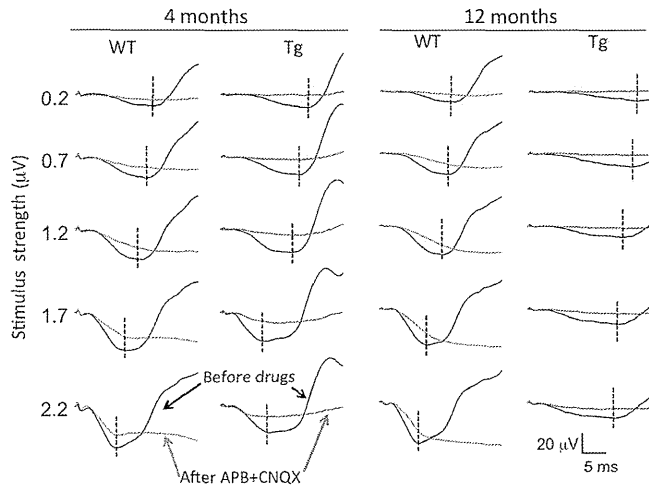 4 months 12 months
WT Tg WT Tg
Stimulus strength (μV)
0.2
0.7
1.2
1.7
2.2
Before drugs
After APB+CNQX
20 μV
5 ms